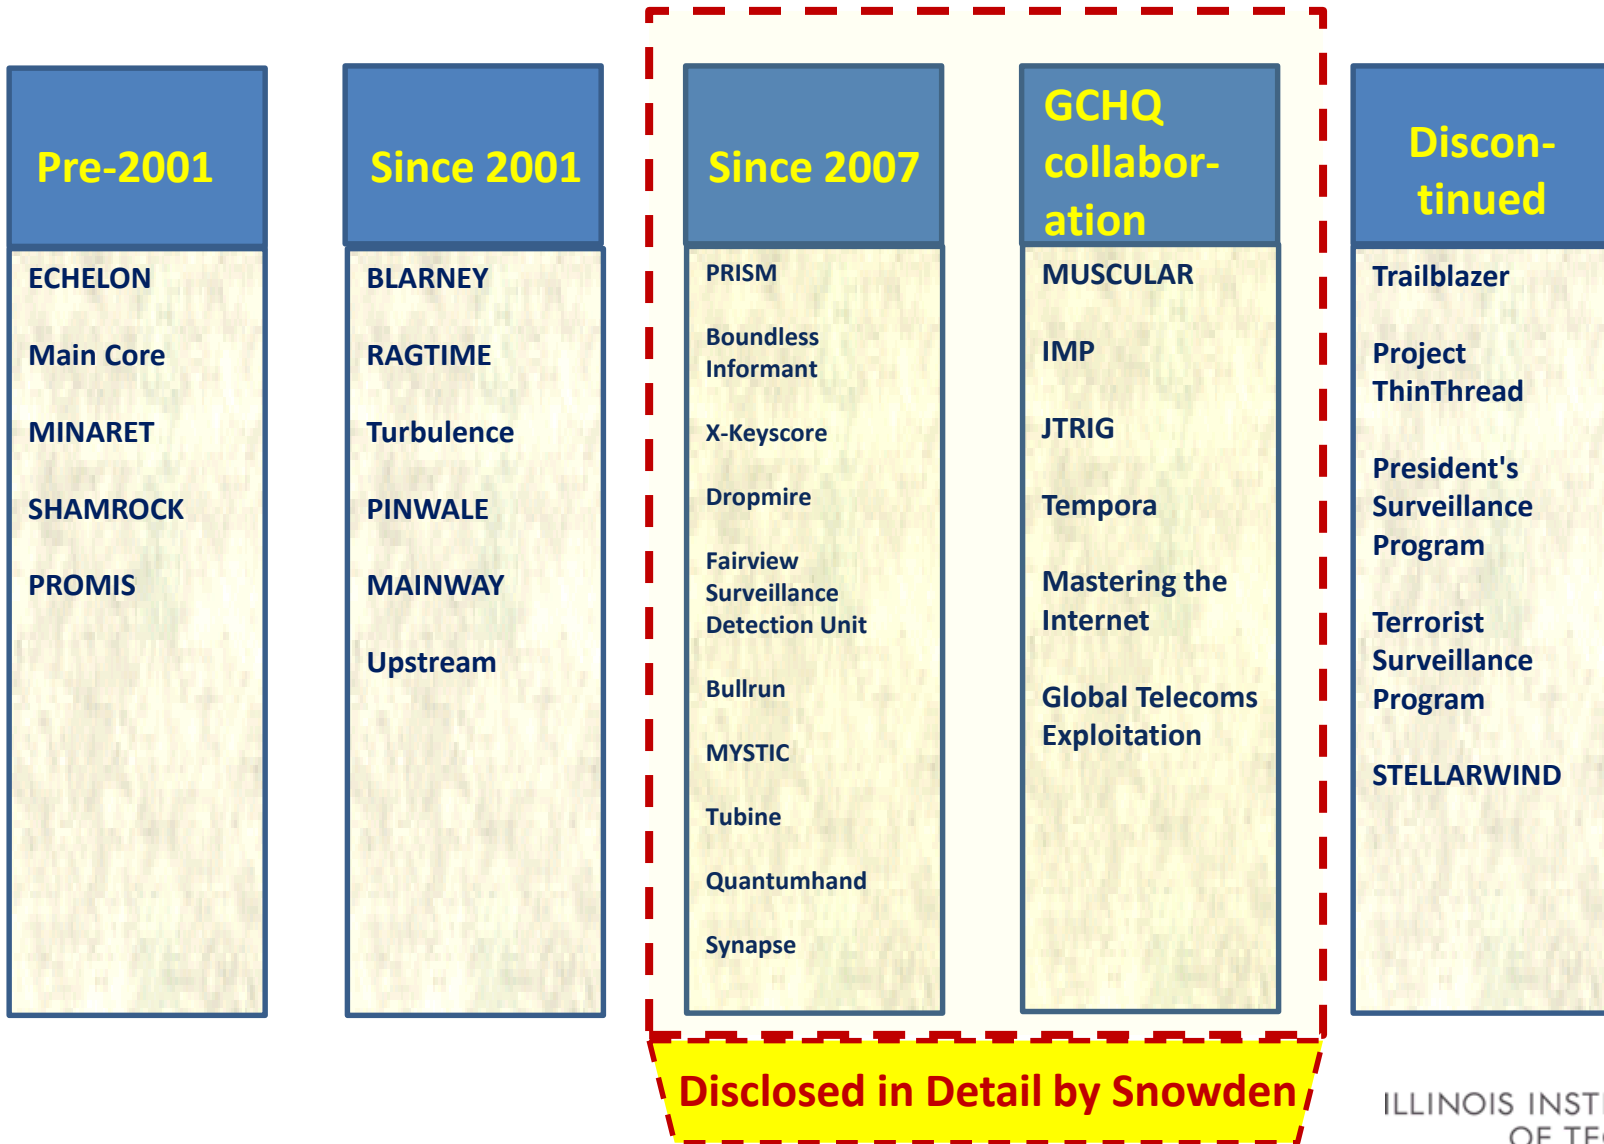 Pre-2001
ECHELON
Main Core
MINARET
SHAMROCK
PROMIS
Since 2001
BLARNEY
RAGTIME
Turbulence
PINWALE
MAINWAY
Upstream
Since 2007
PRISM
Boundless
Informant
X-Keyscore
Dropmire
Fairview
Surveillance
Detection Unit
Bullrun
MYSTIC
Tubine
Quantumhand
Synapse
GCHQ
collabor-
ation
MUSCULAR
IMP
JTRIG
Tempora
Mastering the
Internet
Global Telecoms
Exploitation
Discon-
tinued
Trailblazer
Project
ThinThread
President's
Surveillance
Program
Terrorist
Surveillance
Program
STELLARWIND
Disclosed in Detail by Snowden
ILLINOIS
OF